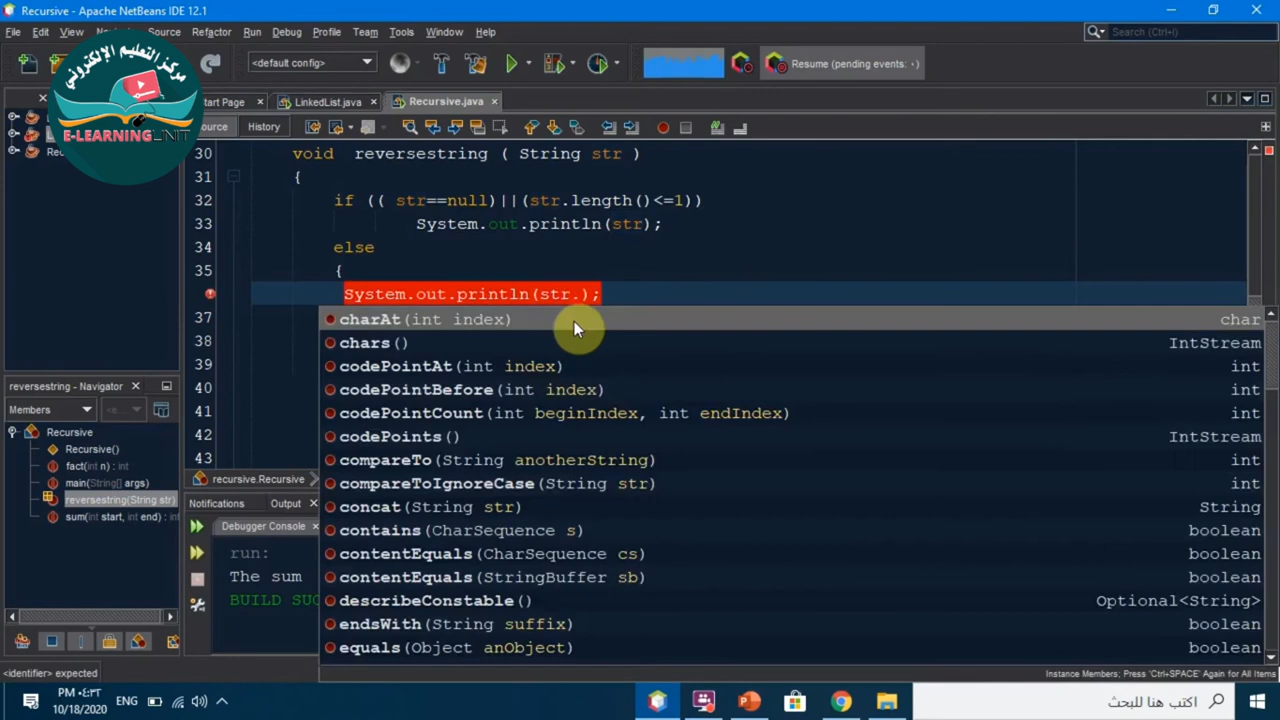 Recursive - Apache NetBeans IDE 12.1
File Edit View Source Refactor Run Debug Profile Team Tools Window Help
Search (Ctrl+I)
مركز التعليم الإلكتروني
E-LEARNING UNIT
<default config>
Resume (pending events: ٠)
Start Page LinkedList.java Recursive.java
Source History
Rec
30 void reversestring ( String str )
31 {
32 if (( str==null)||(str.length()<=1))
33 System.out.println(str);
34 else
35 {
System.out.println(str.);
37
38
39
40
41
42
43
charAt(int index) char
chars() IntStream
codePointAt(int index) int
codePointBefore(int index) int
codePointCount(int beginIndex, int endIndex) int
codePoints() IntStream
compareTo(String anotherString) int
compareToIgnoreCase(String str) int
concat(String str) String
contains(CharSequence s) boolean
contentEquals(CharSequence cs) boolean
contentEquals(StringBuffer sb) boolean
describeConstable() Optional<String>
endsWith(String suffix) boolean
equals(Object anObject) boolean
Instance Members; Press 'Ctrl+SPACE' Again for All Items
reversestring - Navigator
Members <e...
Recursive
Recursive()
fact(int n) : int
main(String[] args)
reversestring(String str)
sum(int start, int end) : int
recursive.Recursive
Notifications Output
Debugger Console
run:
The sum
BUILD SUC
<identifier> expected
PM ٠٤:٣٢
10/18/2020
ENG
اكتب هنا للبحث